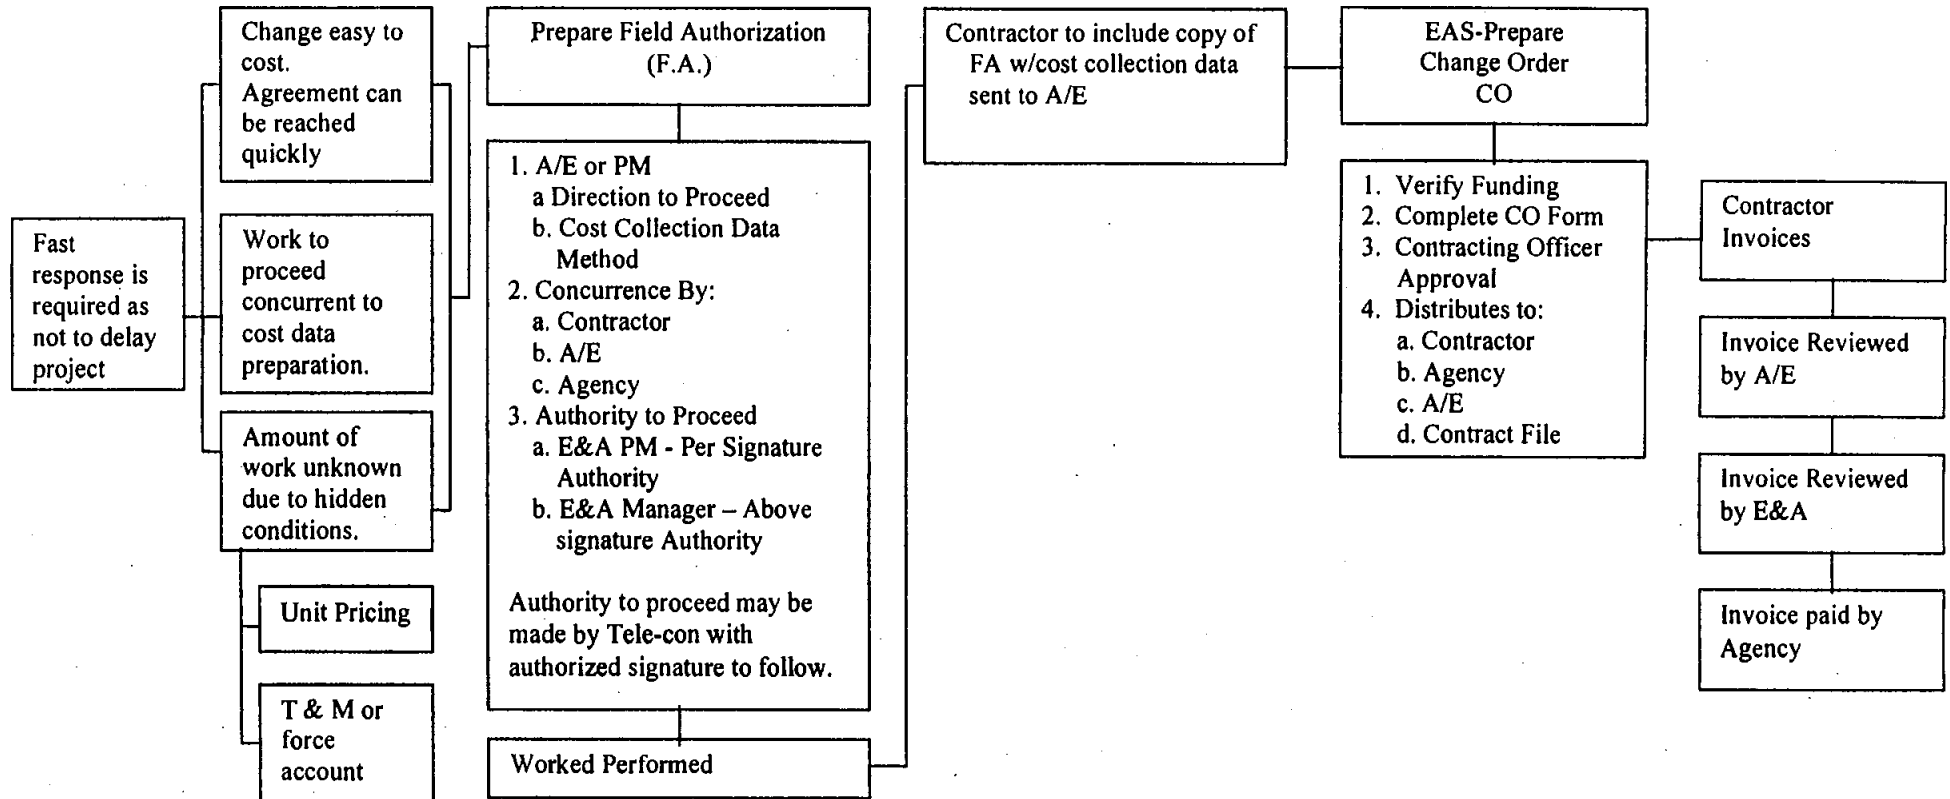 Fast
response is
required as
not to delay
project
Change easy to
cost.
Agreement can
be reached
quickly
Work to
proceed
concurrent to
cost data
preparation.
Amount of
work unknown
due to hidden
conditions.
Unit Pricing
T & M or
force
account
Prepare Field Authorization
(F.A.)
1. A/E or PM
a Direction to Proceed
b. Cost Collection Data
Method
2. Concurrence By:
a. Contractor
b. A/E
c. Agency
3. Authority to Proceed
a. E&A PM - Per Signature
Authority
b. E&A Manager – Above
signature Authority
Authority to proceed may be
made by Tele-con with
authorized signature to follow.
Worked Performed
Contractor to include copy of
FA w/cost collection data
sent to A/E
EAS-Prepare
Change Order
CO
1. Verify Funding
2. Complete CO Form
3. Contracting Officer
Approval
4. Distributes to:
a. Contractor
b. Agency
c. A/E
d. Contract File
Contractor
Invoices
Invoice Reviewed
by A/E
Invoice Reviewed
by E&A
Invoice paid by
Agency